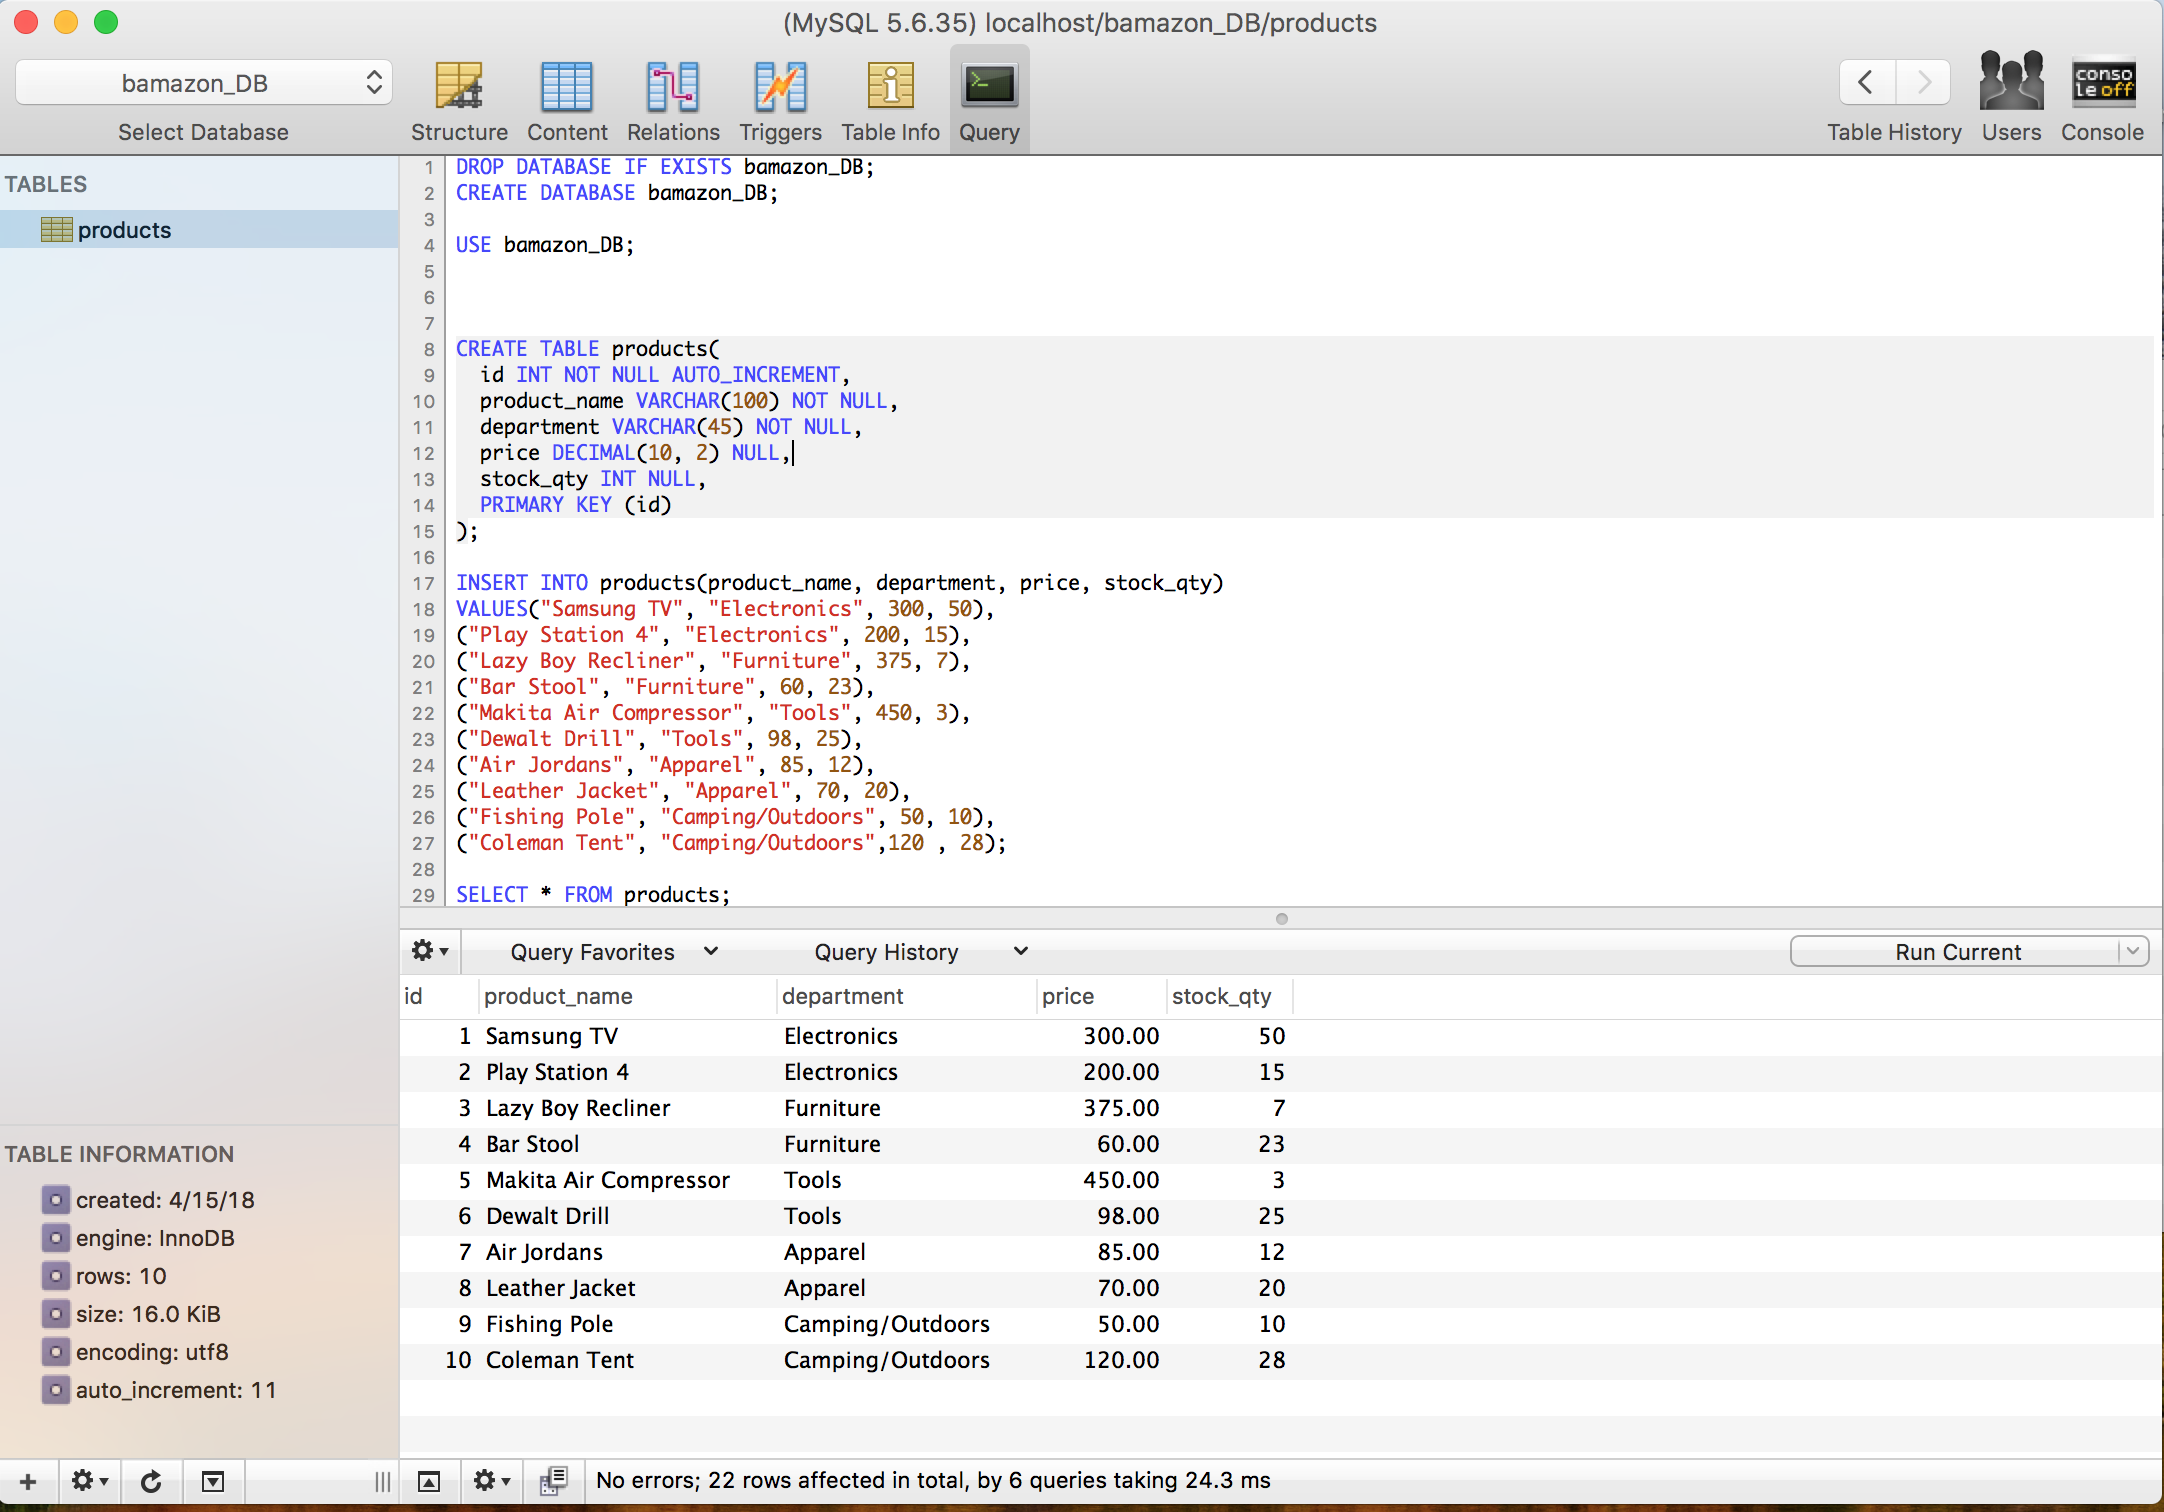 (MySQL 5.6.35) localhost/bamazon_DB/products
bamazon_DB
Select Database
Structure
Content
Relations
Triggers
Table Info
Query
Table History
Users
conso
le off
Console
TABLES
products
1 DROP DATABASE IF EXISTS bamazon_DB;
2 CREATE DATABASE bamazon_DB;
3
4 USE bamazon_DB;
5
6
7
8 CREATE TABLE products(
9 id INT NOT NULL AUTO_INCREMENT,
10 product_name VARCHAR(100) NOT NULL,
11 department VARCHAR(45) NOT NULL,
12 price DECIMAL(10, 2) NULL,
13 stock_qty INT NULL,
14 PRIMARY KEY (id)
15 );
16
17 INSERT INTO products(product_name, department, price, stock_qty)
18 VALUES("Samsung TV", "Electronics", 300, 50),
19 ("Play Station 4", "Electronics", 200, 15),
20 ("Lazy Boy Recliner", "Furniture", 375, 7),
21 ("Bar Stool", "Furniture", 60, 23),
22 ("Makita Air Compressor", "Tools", 450, 3),
23 ("Dewalt Drill", "Tools", 98, 25),
24 ("Air Jordans", "Apparel", 85, 12),
25 ("Leather Jacket", "Apparel", 70, 20),
26 ("Fishing Pole", "Camping/Outdoors", 50, 10),
27 ("Coleman Tent", "Camping/Outdoors",120 , 28);
28
29 SELECT * FROM products;
Query Favorites
Query History
Run Current
id product_name department price stock_qty
1 Samsung TV Electronics 300.00 50
2 Play Station 4 Electronics 200.00 15
3 Lazy Boy Recliner Furniture 375.00 7
4 Bar Stool Furniture 60.00 23
5 Makita Air Compressor Tools 450.00 3
6 Dewalt Drill Tools 98.00 25
7 Air Jordans Apparel 85.00 12
8 Leather Jacket Apparel 70.00 20
9 Fishing Pole Camping/Outdoors 50.00 10
10 Coleman Tent Camping/Outdoors 120.00 28
TABLE INFORMATION
created: 4/15/18
engine: InnoDB
rows: 10
size: 16.0 KiB
encoding: utf8
auto_increment: 11
No errors; 22 rows affected in total, by 6 queries taking 24.3 ms